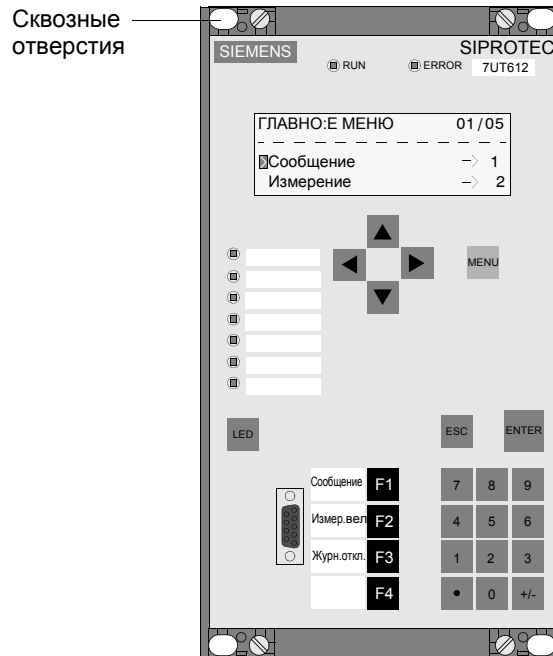 Сквозные
отверстия
SIEMENS
SIPROTEC
RUN
ERROR
7UT612
ГЛАВНО:Е МЕНЮ 01/05
Сообщение –> 1
Измерение –> 2
MENU
LED
ESC
ENTER
Сообщение F1
7 8 9
Измер.вел F2
4 5 6
Журн.откл. F3
1 2 3
F4
• 0 +/-